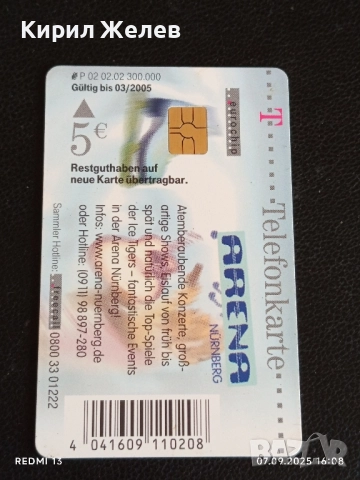 Кирил Желев
P 02 02.02 300.000
Gültig bis 03/2005
5€
eurochip
Restguthaben auf
neue Karte übertragbar.
T
Telefonkarte
ARENA
NÜRNBERG
Atemberaubende Konzerte, groß-
artige Shows, Eislauf von früh bis
spät und natürlich die Top-Spiele
der Ice Tigers – fantastische Events
in der Arena Nürnberg!
Infos: www.arena-nuernberg.de
oder Hotline: (0911) 98 897-280
Sammler Hotline: freecall 0800 33 01222
4 041609 110208
REDMI 13
07.09.2025 16:08
BAZAR